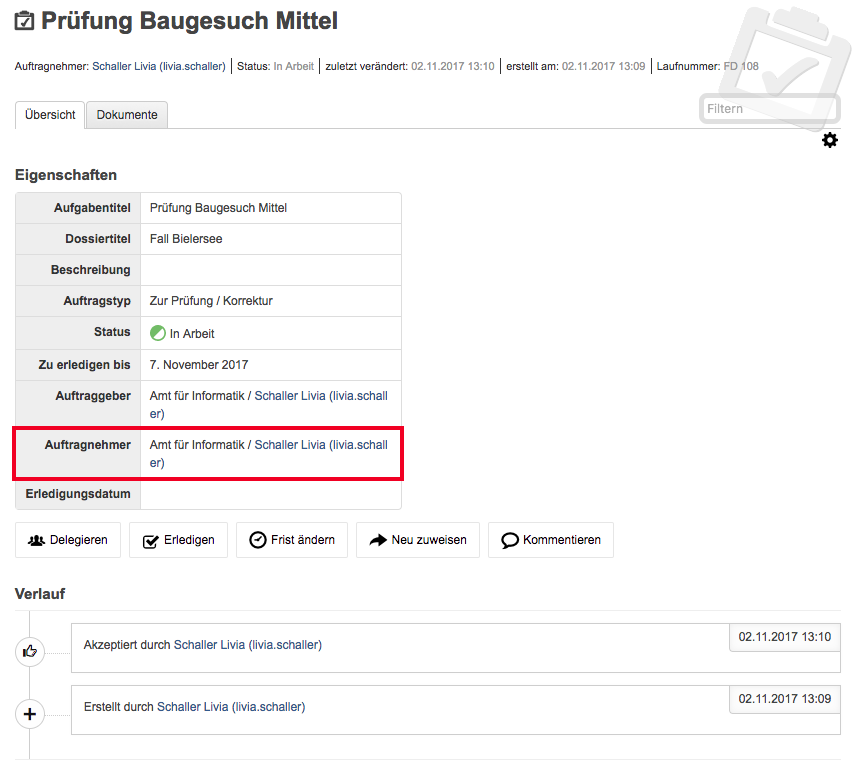 Prüfung Baugesuch Mittel
Auftragnehmer: Schaller Livia (livia.schaller) | Status: In Arbeit | zuletzt verändert: 02.11.2017 13:10 | erstellt am: 02.11.2017 13:09 | Laufnummer: FD 108
Filtern
Übersicht Dokumente
Eigenschaften
Aufgabentitel Prüfung Baugesuch Mittel
Dossiertitel Fall Bielersee
Beschreibung
Auftragstyp Zur Prüfung / Korrektur
Status In Arbeit
Zu erledigen bis 7. November 2017
Auftraggeber Amt für Informatik / Schaller Livia (livia.schall
er)
Auftragnehmer Amt für Informatik / Schaller Livia (livia.schall
er)
Erledigungsdatum
Delegieren Erledigen Frist ändern Neu zuweisen Kommentieren
Verlauf
02.11.2017 13:10
Akzeptiert durch Schaller Livia (livia.schaller)
02.11.2017 13:09
Erstellt durch Schaller Livia (livia.schaller)